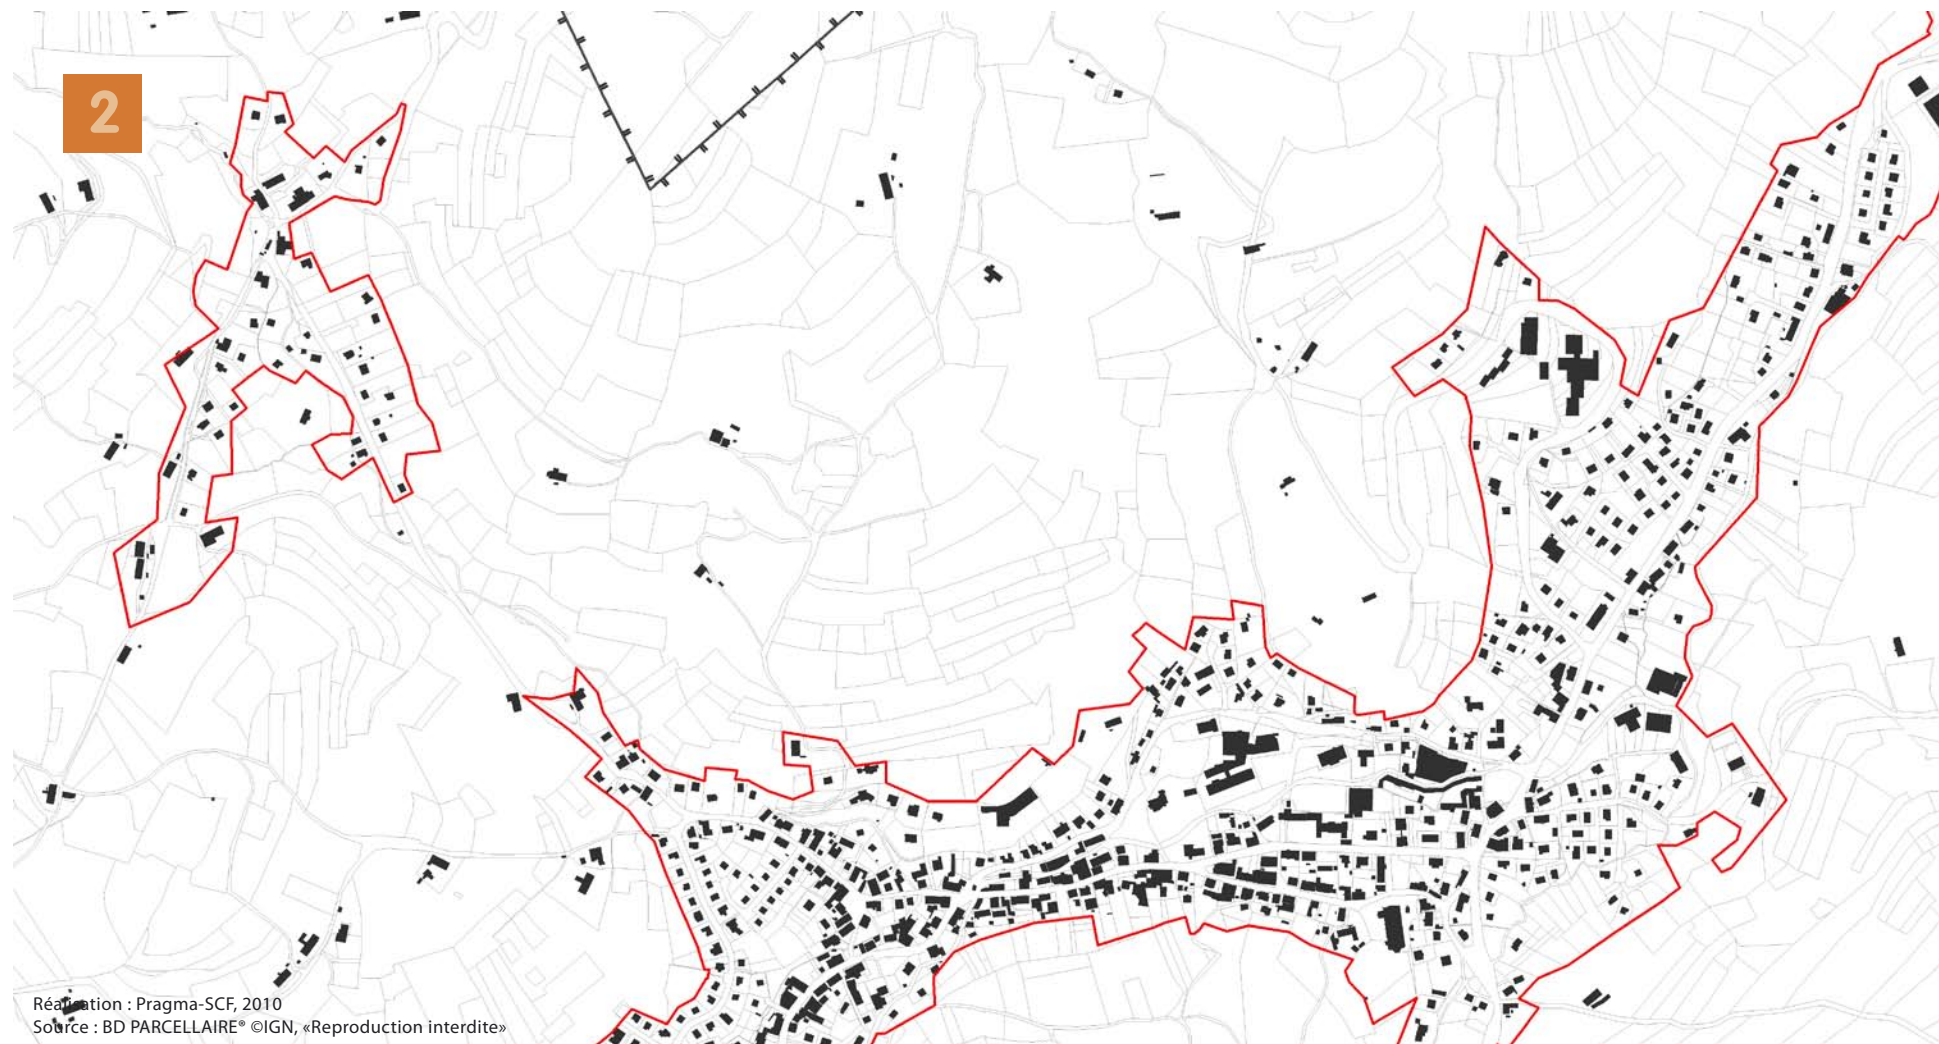 2
Réalisation : Pragma-SCF, 2010
Source : BD PARCELLAIRE® ©IGN, «Reproduction interdite»